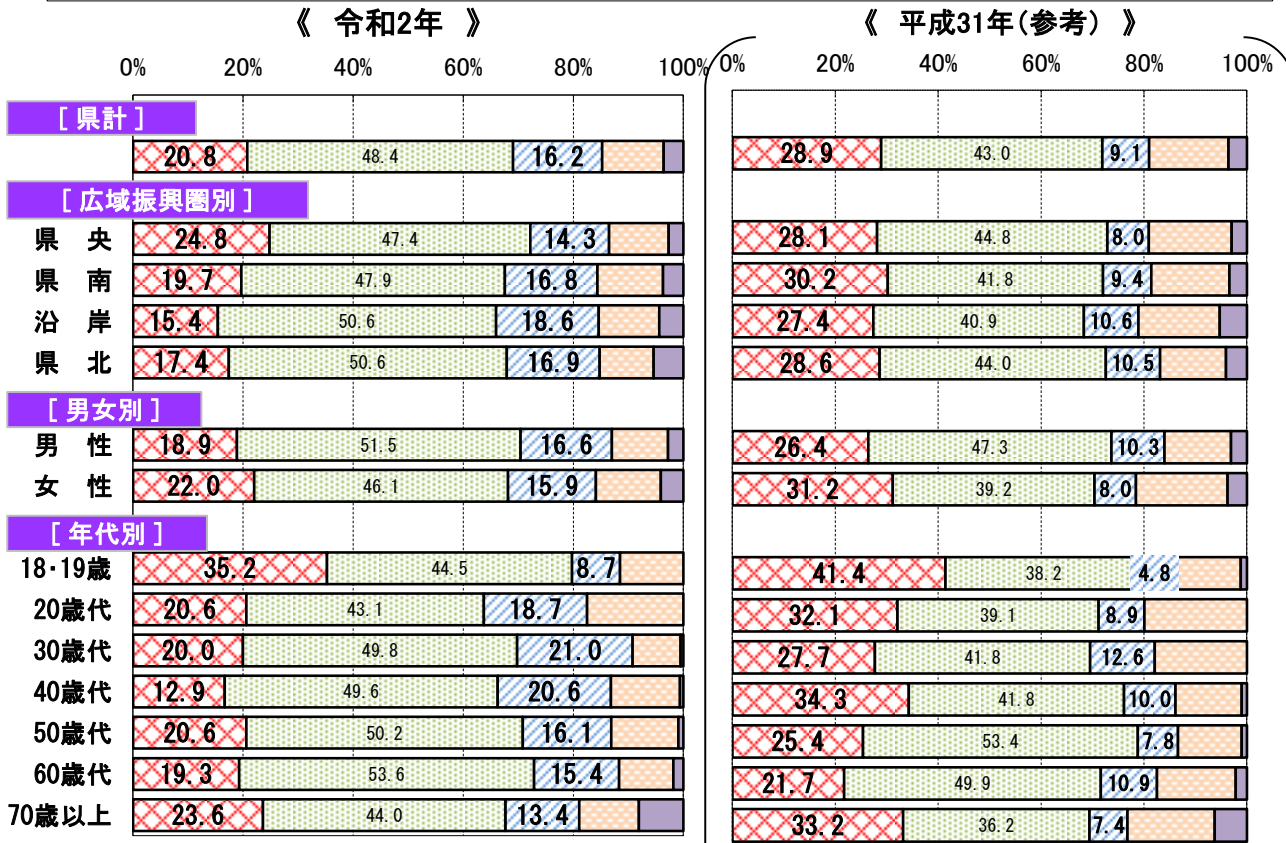 《 令和2年 》
《 平成31年(参考) 》
0% 20% 40% 60% 80% 100%
0% 20% 40% 60% 80% 100%
[ 県計 ]
20.8 48.4 16.2
28.9 43.0 9.1
[ 広域振興圏別 ]
県 央 24.8 47.4 14.3
28.1 44.8 8.0
県 南 19.7 47.9 16.8
30.2 41.8 9.4
沿 岸 15.4 50.6 18.6
27.4 40.9 10.6
県 北 17.4 50.6 16.9
28.6 44.0 10.5
[ 男女別 ]
男 性 18.9 51.5 16.6
26.4 47.3 10.3
女 性 22.0 46.1 15.9
31.2 39.2 8.0
[ 年代別 ]
18・19歳 35.2 44.5 8.7
41.4 38.2 4.8
20歳代 20.6 43.1 18.7
32.1 39.1 8.9
30歳代 20.0 49.8 21.0
27.7 41.8 12.6
40歳代 12.9 49.6 20.6
34.3 41.8 10.0
50歳代 20.6 50.2 16.1
25.4 53.4 7.8
60歳代 19.3 53.6 15.4
21.7 49.9 10.9
70歳以上 23.6 44.0 13.4
33.2 36.2 7.4